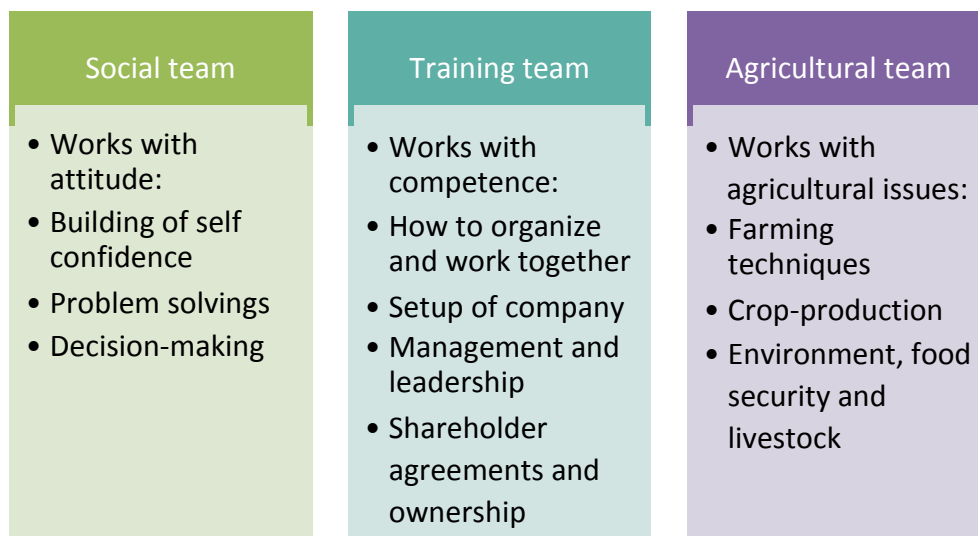 Social team
• Works with
attitude:
• Building of self
confidence
• Problem solvings
• Decision-making
Training team
• Works with
competence:
• How to organize
and work together
• Setup of company
• Management and
leadership
• Shareholder
agreements and
ownership
Agricultural team
• Works with
agricultural issues:
• Farming
techniques
• Crop-production
• Environment, food
security and
livestock